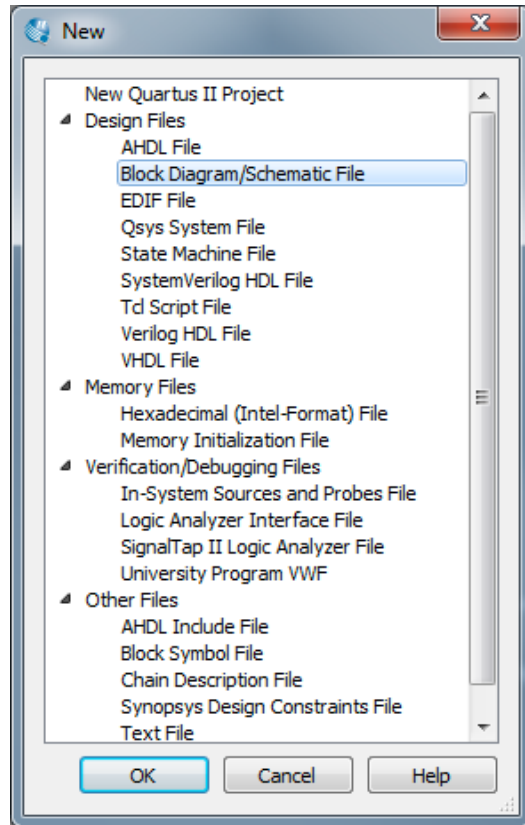 New
New Quartus II Project
Design Files
AHDL File
Block Diagram/Schematic File
EDIF File
Qsys System File
State Machine File
SystemVerilog HDL File
Tcl Script File
Verilog HDL File
VHDL File
Memory Files
Hexadecimal (Intel-Format) File
Memory Initialization File
Verification/Debugging Files
In-System Sources and Probes File
Logic Analyzer Interface File
SignalTap II Logic Analyzer File
University Program VWF
Other Files
AHDL Include File
Block Symbol File
Chain Description File
Synopsys Design Constraints File
Text File
OK Cancel Help